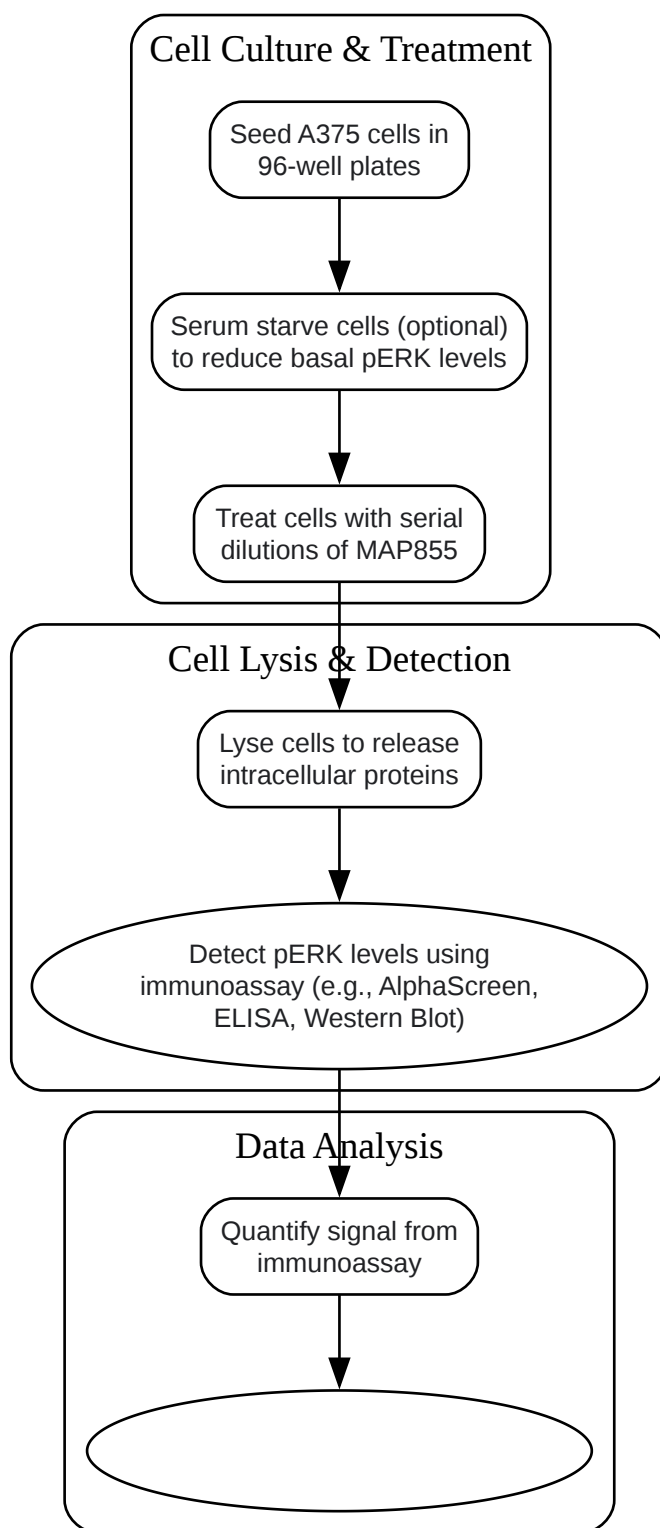 Cell Culture & Treatment
Seed A375 cells in
96-well plates
Serum starve cells (optional)
to reduce basal pERK levels
Treat cells with serial
dilutions of MAP855
Cell Lysis & Detection
Lyse cells to release
intracellular proteins
Detect pERK levels using
immunoassay (e.g., AlphaScreen,
ELISA, Western Blot)
Data Analysis
Quantify signal from
immunoassay